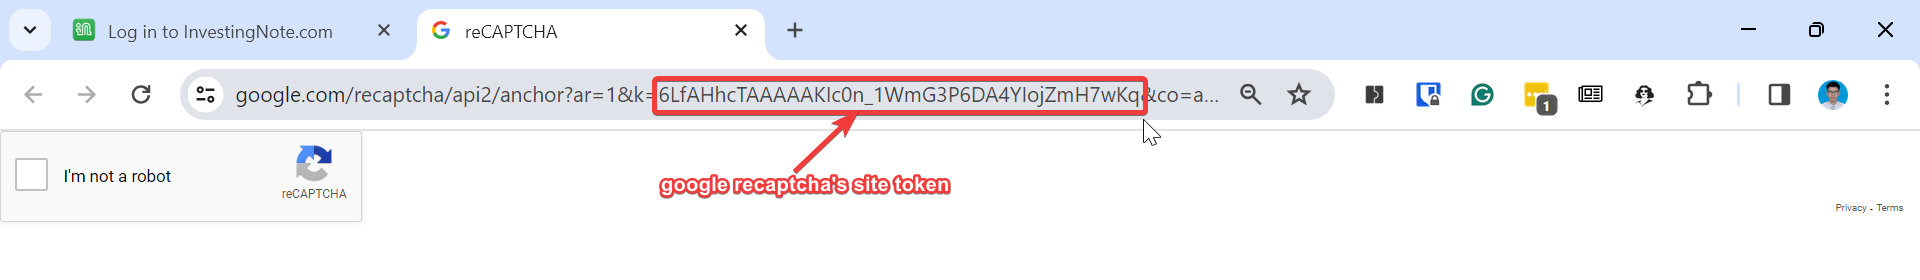 Log in to InvestingNote.com
reCAPTCHA
google.com/recaptcha/api2/anchor?ar=1&k=6LfAHhcTAAAAAKIc0n_1WmG3P6DA4YIojZmH7wKq&co=a...
1
I'm not a robot
reCAPTCHA
google recaptcha's site token
Privacy - Terms